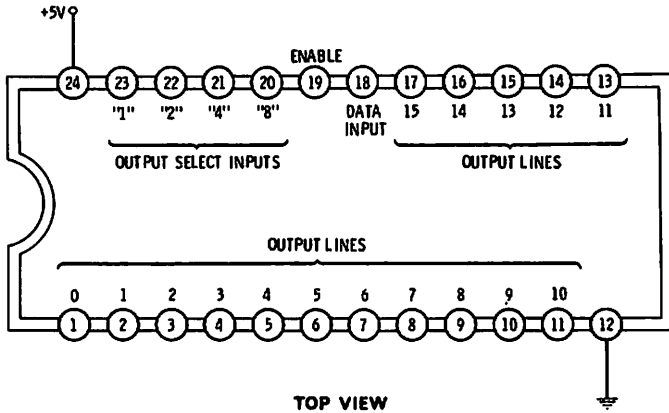 +5V
ENABLE
24 23 22 21 20 19 18 17 16 15 14 13
"1" "2" "4" "8" DATA INPUT 15 14 13 12 11
OUTPUT SELECT INPUTS OUTPUT LINES
OUTPUT LINES
0 1 2 3 4 5 6 7 8 9 10
1 2 3 4 5 6 7 8 9 10 11 12
TOP VIEW